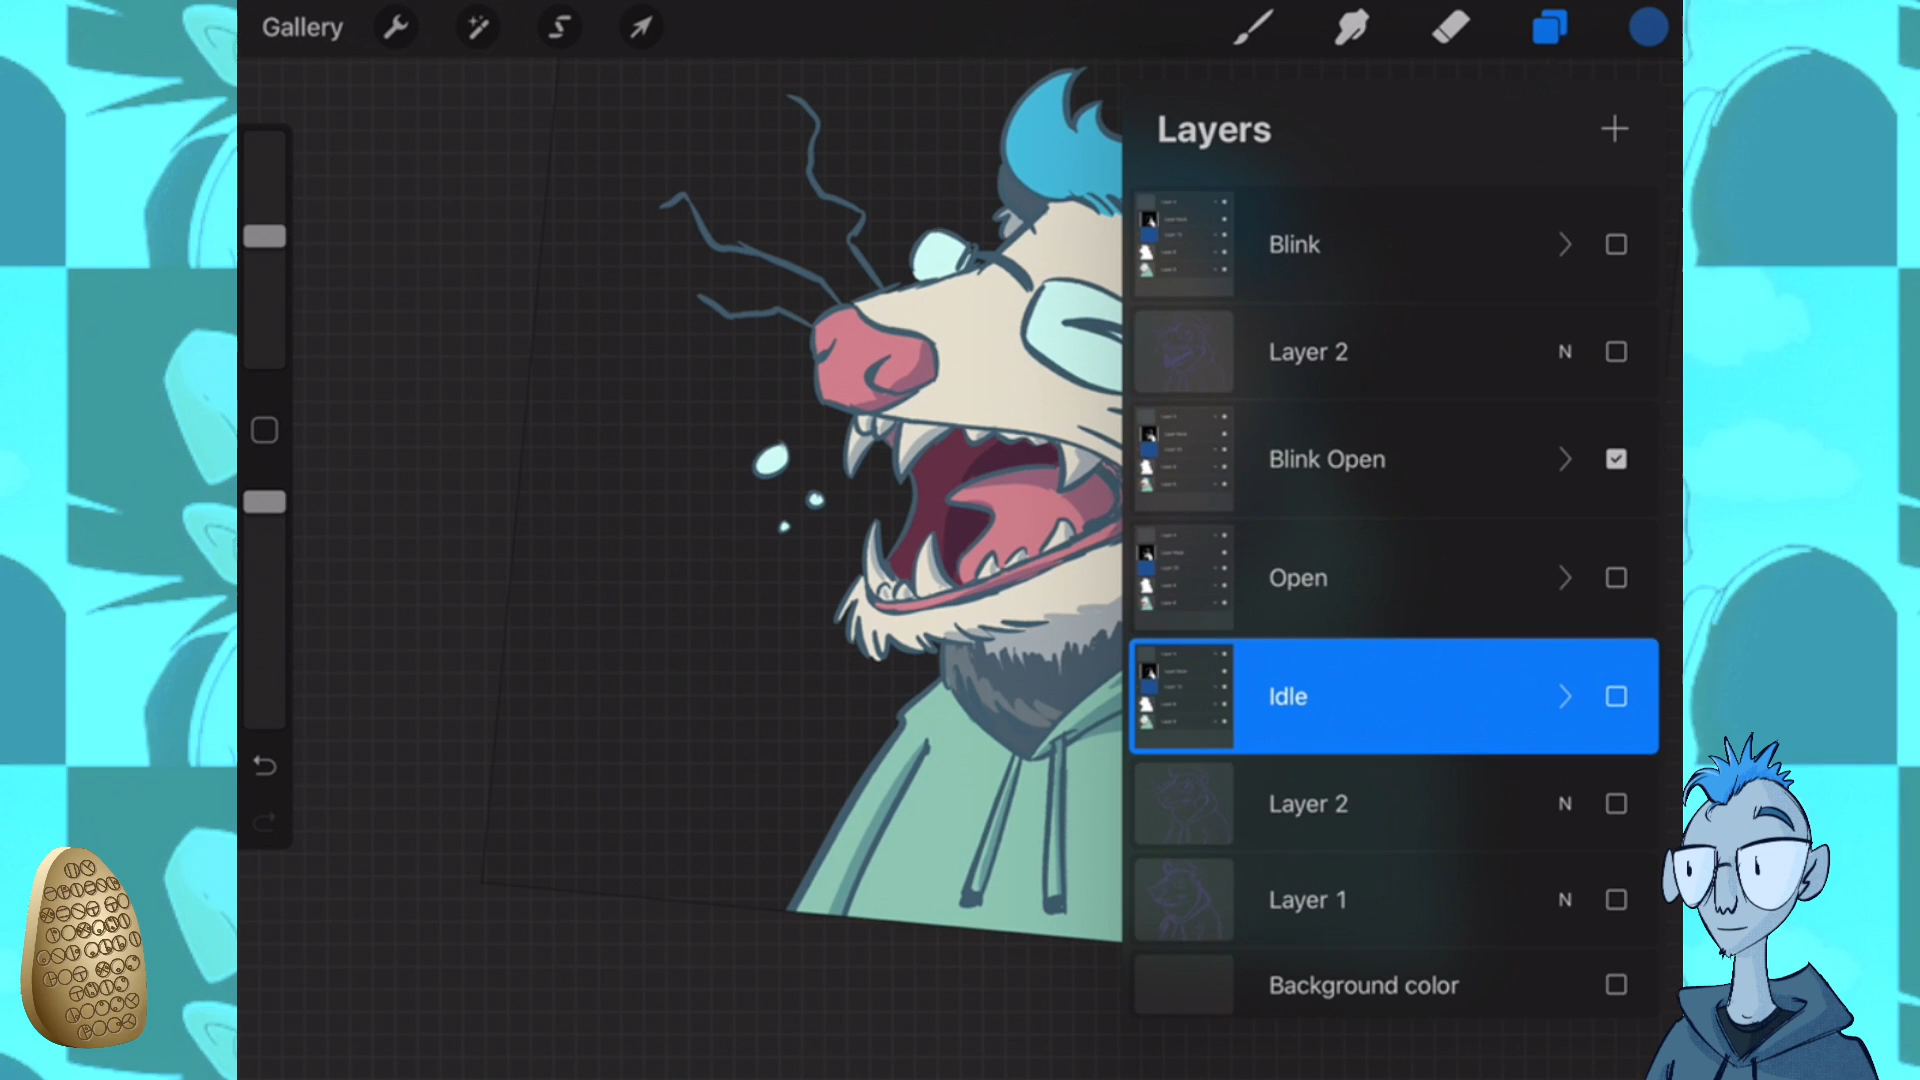 Gallery
Layers
Blink
Layer 2
N
Blink Open
Open
Idle
Layer 2
N
Layer 1
N
Background color